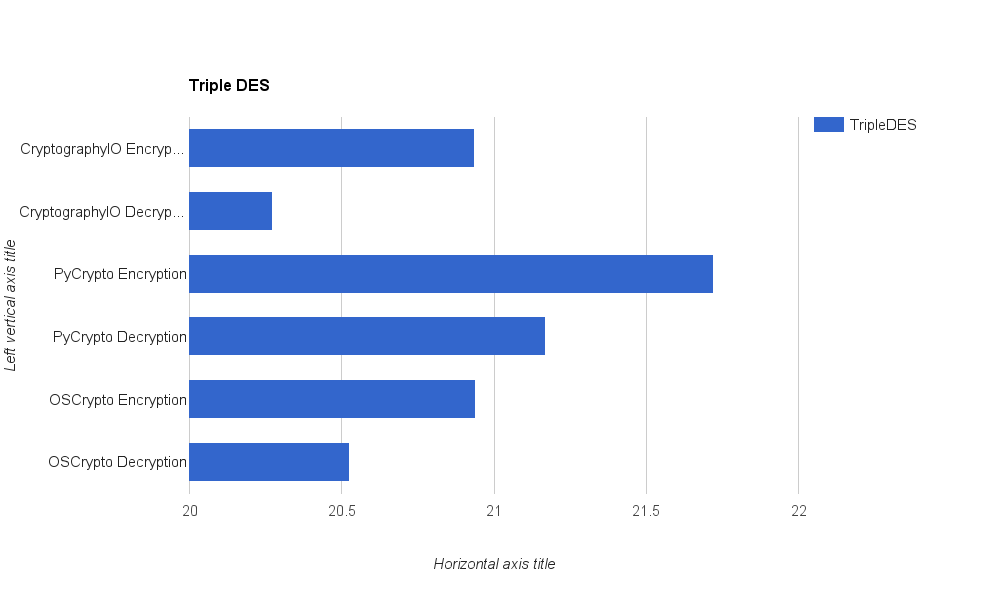 Triple DES
TripleDES
CryptographyIO Encryp...
CryptographyIO Decryp...
PyCrypto Encryption
PyCrypto Decryption
OSCrypto Encryption
OSCrypto Decryption
Left vertical axis title
20 20.5 21 21.5 22
Horizontal axis title